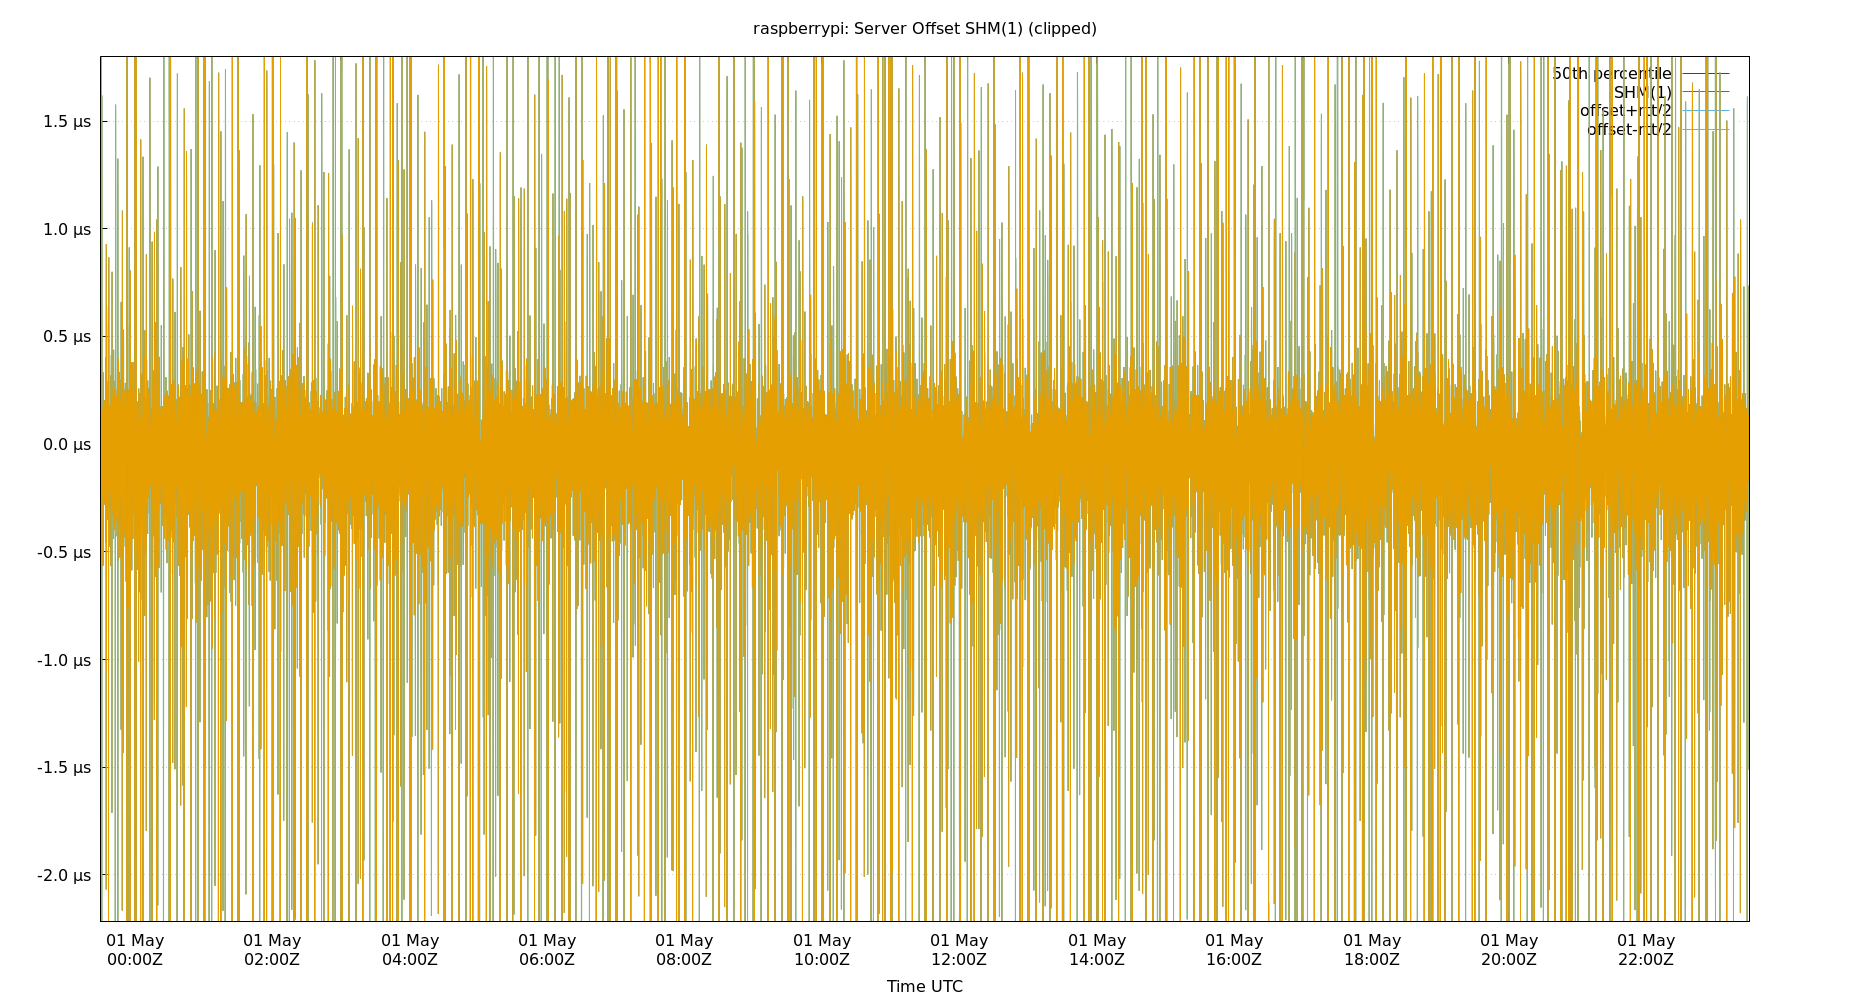 raspberrypi: Server Offset SHM(1) (clipped)
50th percentile
SHM(1)
offset+rtt/2
offset-rtt/2
1.5 µs
1.0 µs
0.5 µs
0.0 µs
-0.5 µs
-1.0 µs
-1.5 µs
-2.0 µs
01 May 01 May 01 May 01 May 01 May 01 May 01 May 01 May 01 May 01 May 01 May 01 May
00:00Z 02:00Z 04:00Z 06:00Z 08:00Z 10:00Z 12:00Z 14:00Z 16:00Z 18:00Z 20:00Z 22:00Z
Time UTC